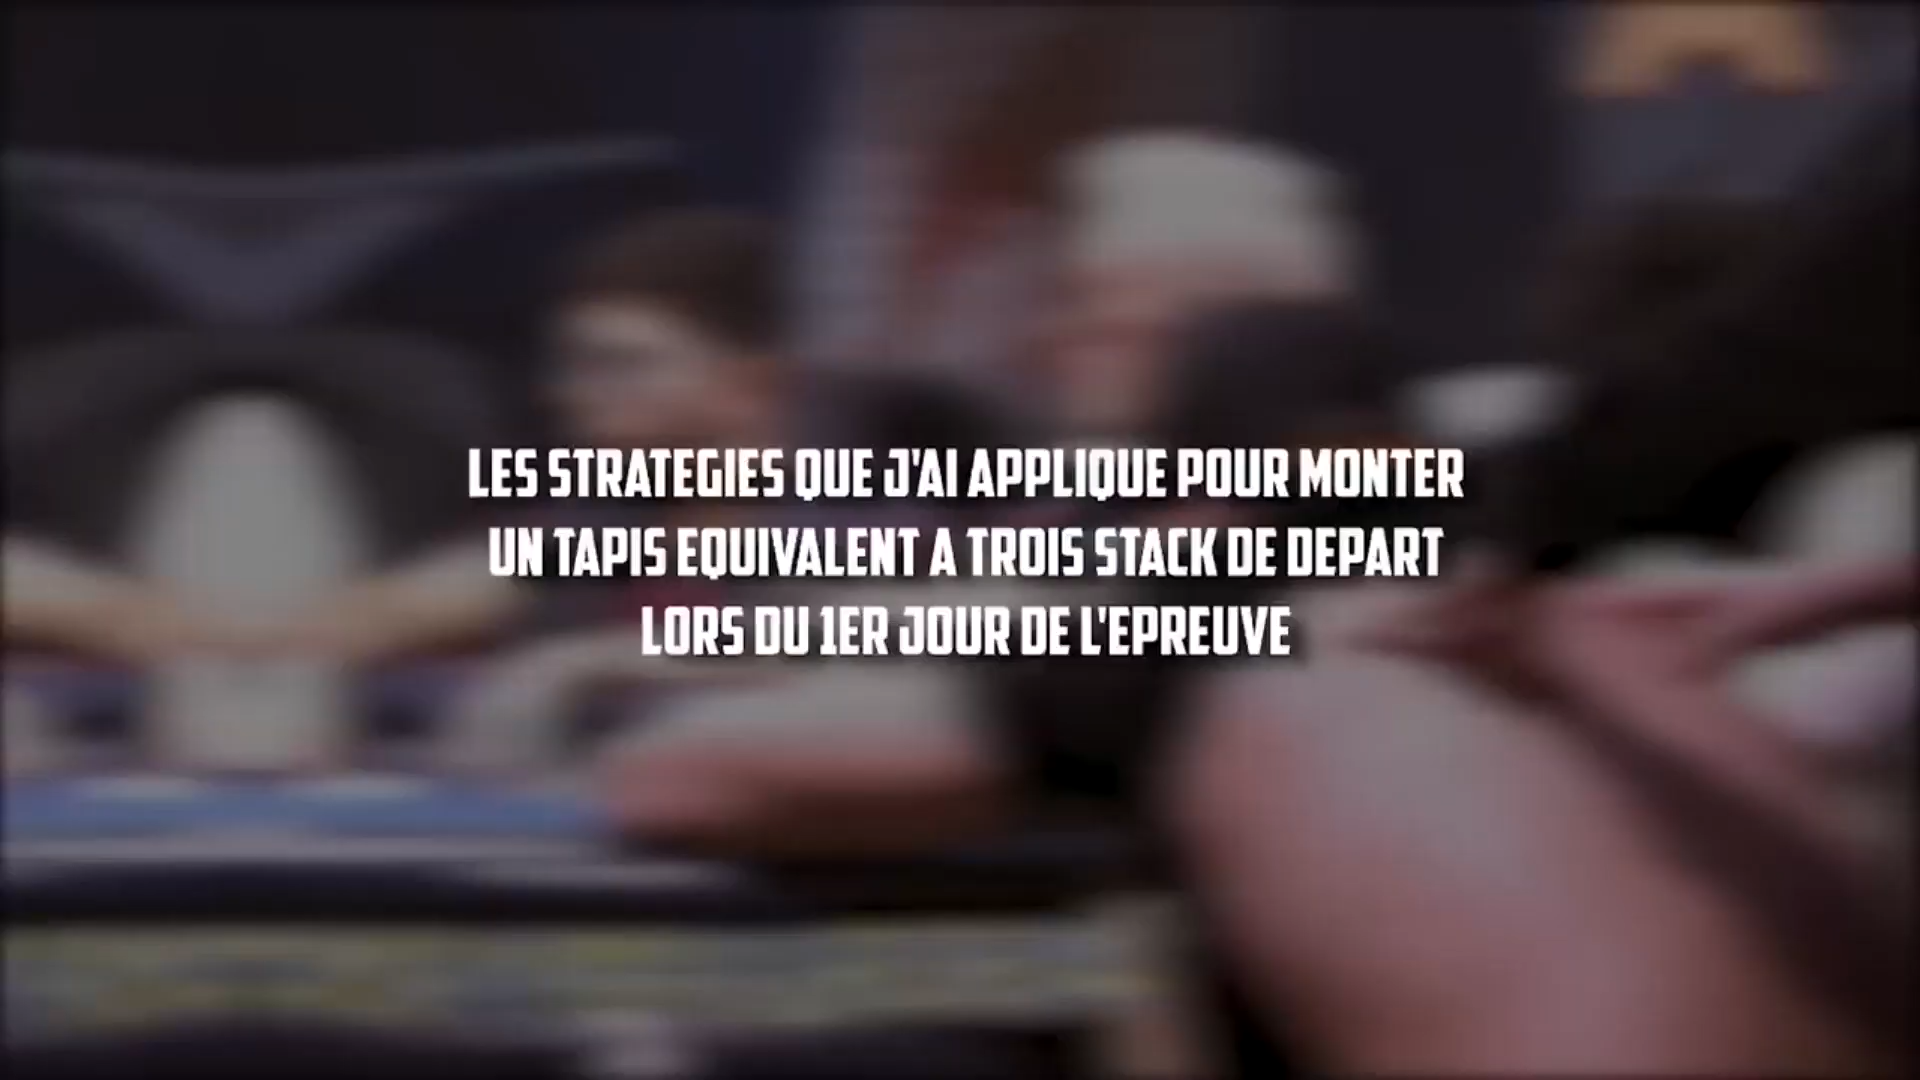 LES STRATEGIES QUE J'AI APPLIQUE POUR MONTER
UN TAPIS EQUIVALENT A TROIS STACK DE DEPART
LORS DU 1ER JOUR DE L'EPREUVE